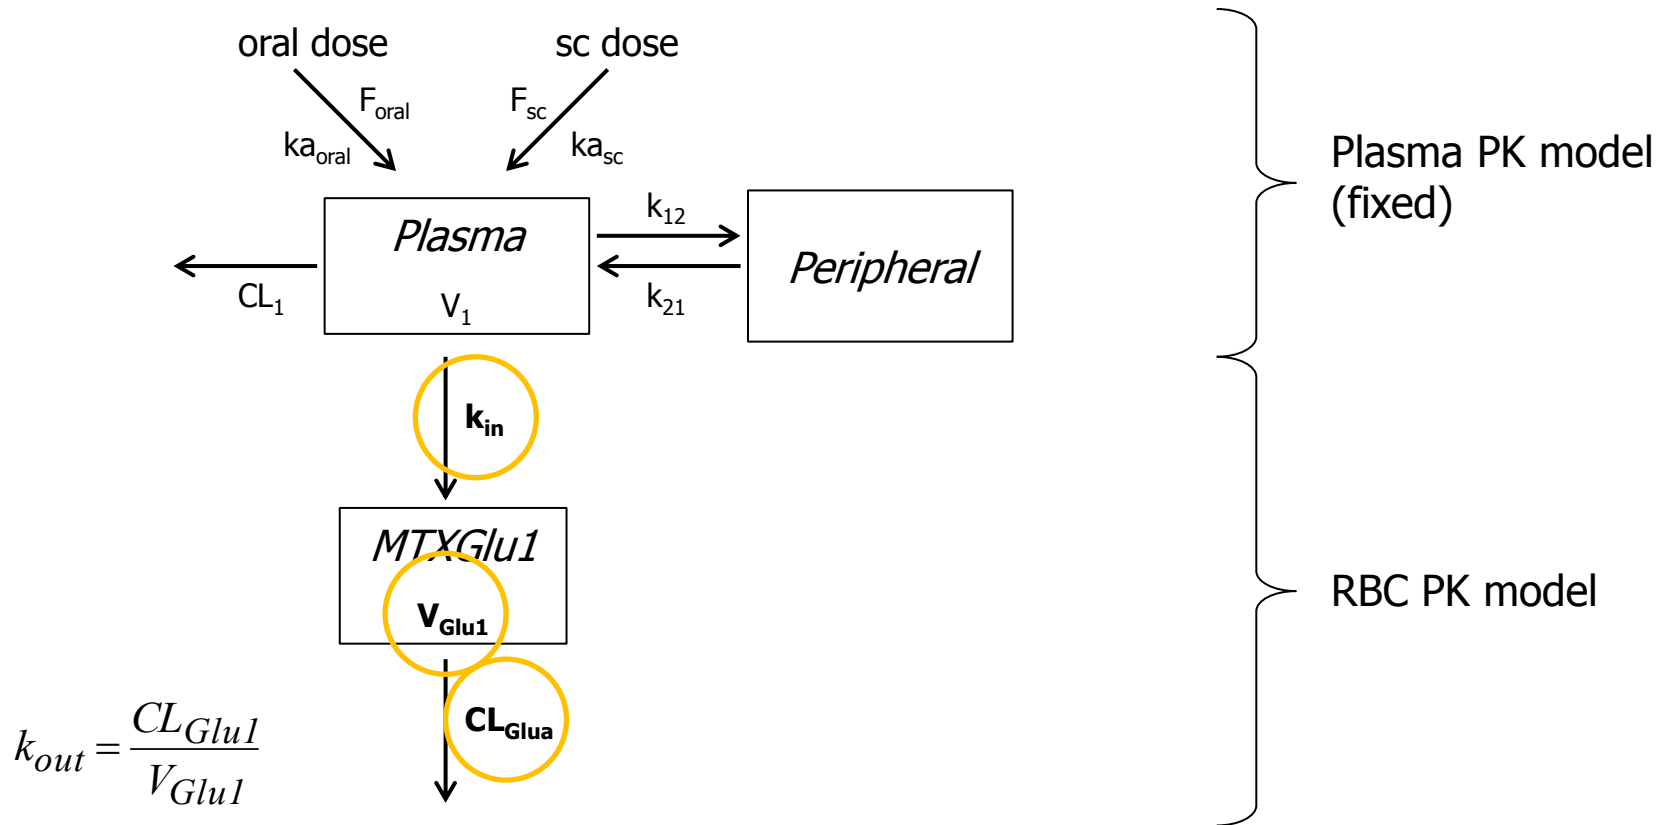 oral dose
sc dose
F_oral
F_sc
ka_oral
ka_sc
Plasma PK model
(fixed)
Plasma
V_1
k_12
k_21
Peripheral
CL_1
k_in
MTXGlu1
V_Glu1
RBC PK model
CL_Glua
k_out = CL_Glu1 / V_Glu1